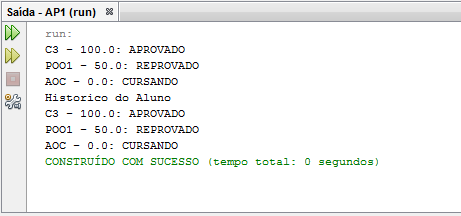 Saída - AP1 (run)
run:
C3 - 100.0: APROVADO
POO1 - 50.0: REPROVADO
AOC - 0.0: CURSANDO
Historico do Aluno
C3 - 100.0: APROVADO
POO1 - 50.0: REPROVADO
AOC - 0.0: CURSANDO
CONSTRUÍDO COM SUCESSO (tempo total: 0 segundos)